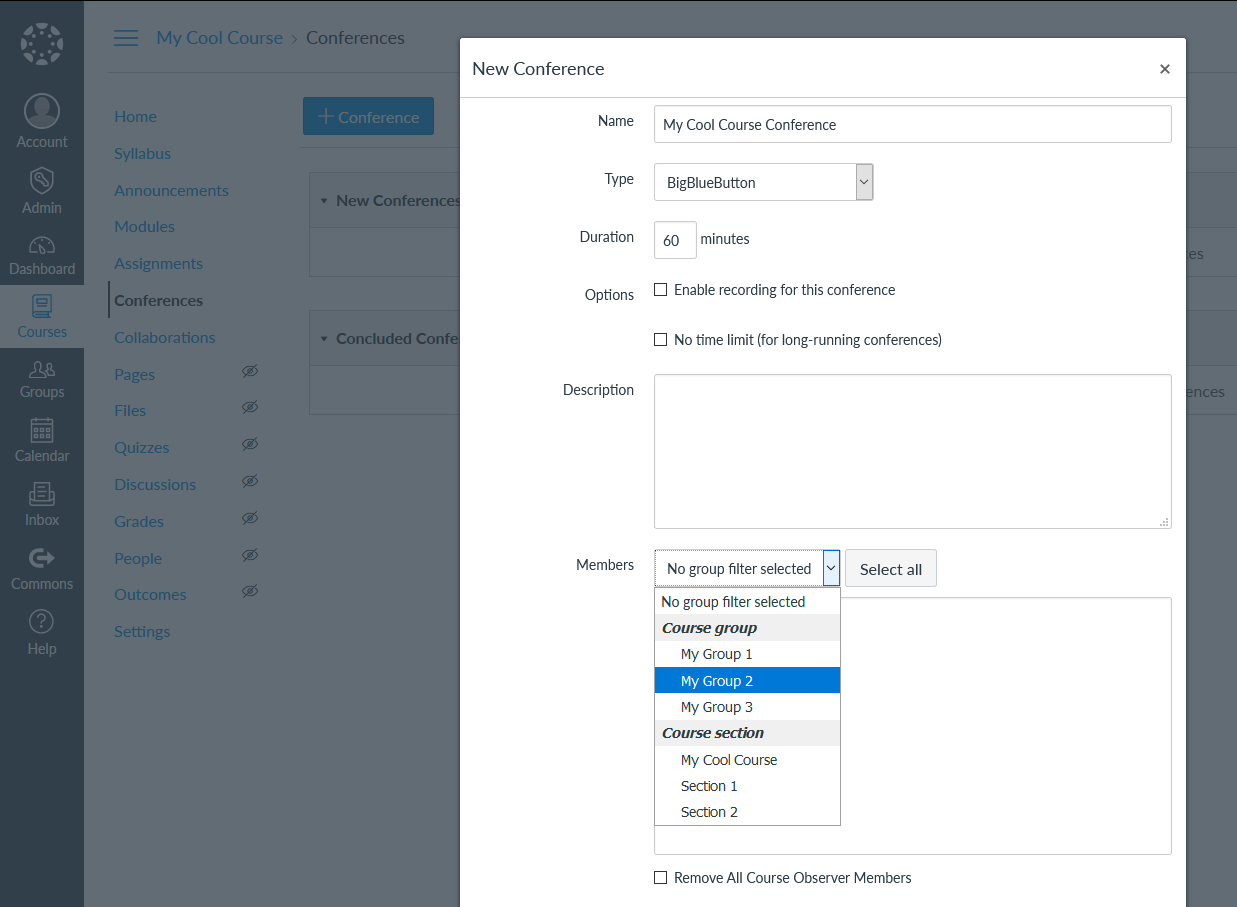 My Cool Course › Conferences
Account
Admin
Dashboard
Courses
Groups
Calendar
Inbox
Commons
Help
Home
Syllabus
Announcements
Modules
Assignments
Conferences
Collaborations
Pages
Files
Quizzes
Discussions
Grades
People
Outcomes
Settings
+ Conference
New Conferences
Concluded
New Conference
×
Name
My Cool Course Conference
Type
BigBlueButton
Duration
60 minutes
Options
Enable recording for this conference
No time limit (for long-running conferences)
Description
Members
No group filter selected
Select all
No group filter selected
Course group
My Group 1
My Group 2
My Group 3
Course section
My Cool Course
Section 1
Section 2
Remove All Course Observer Members